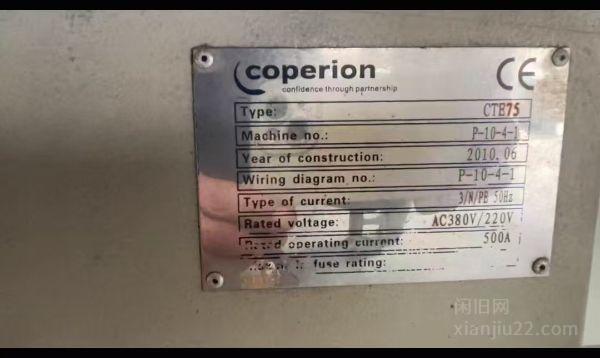 coperion
confidence through partnership
CE
Type: CTE75
Machine no.: P-10-4-1
Year of construction: 2010.06
Wiring diagram no.: P-10-4-1
Type of current: 3/N/PE 50Hz
Rated voltage: AC380V/220V
Rated operating current: 500A
fuse rating:
闲旧网
xianjiu22.com